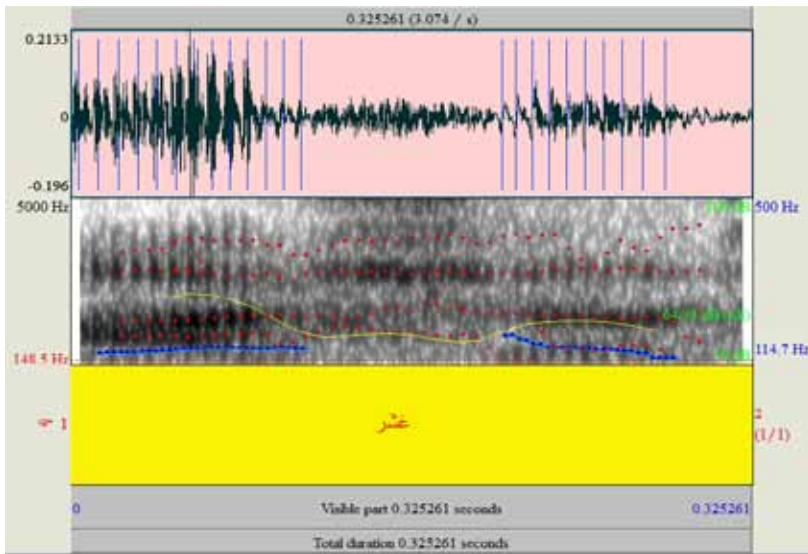 0.325261 (3.074 / s)
0.2133
0
-0.196
5000 Hz
500 Hz
148.5 Hz
114.7 Hz
1
2
(1/1)
0
Visible part 0.325261 seconds
0.325261
Total duration 0.325261 seconds